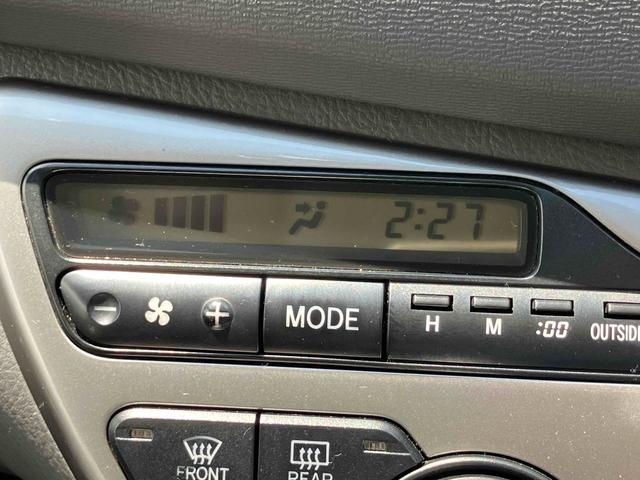 2:27
− +
MODE
H M :00 OUTSIDE
FRONT REAR